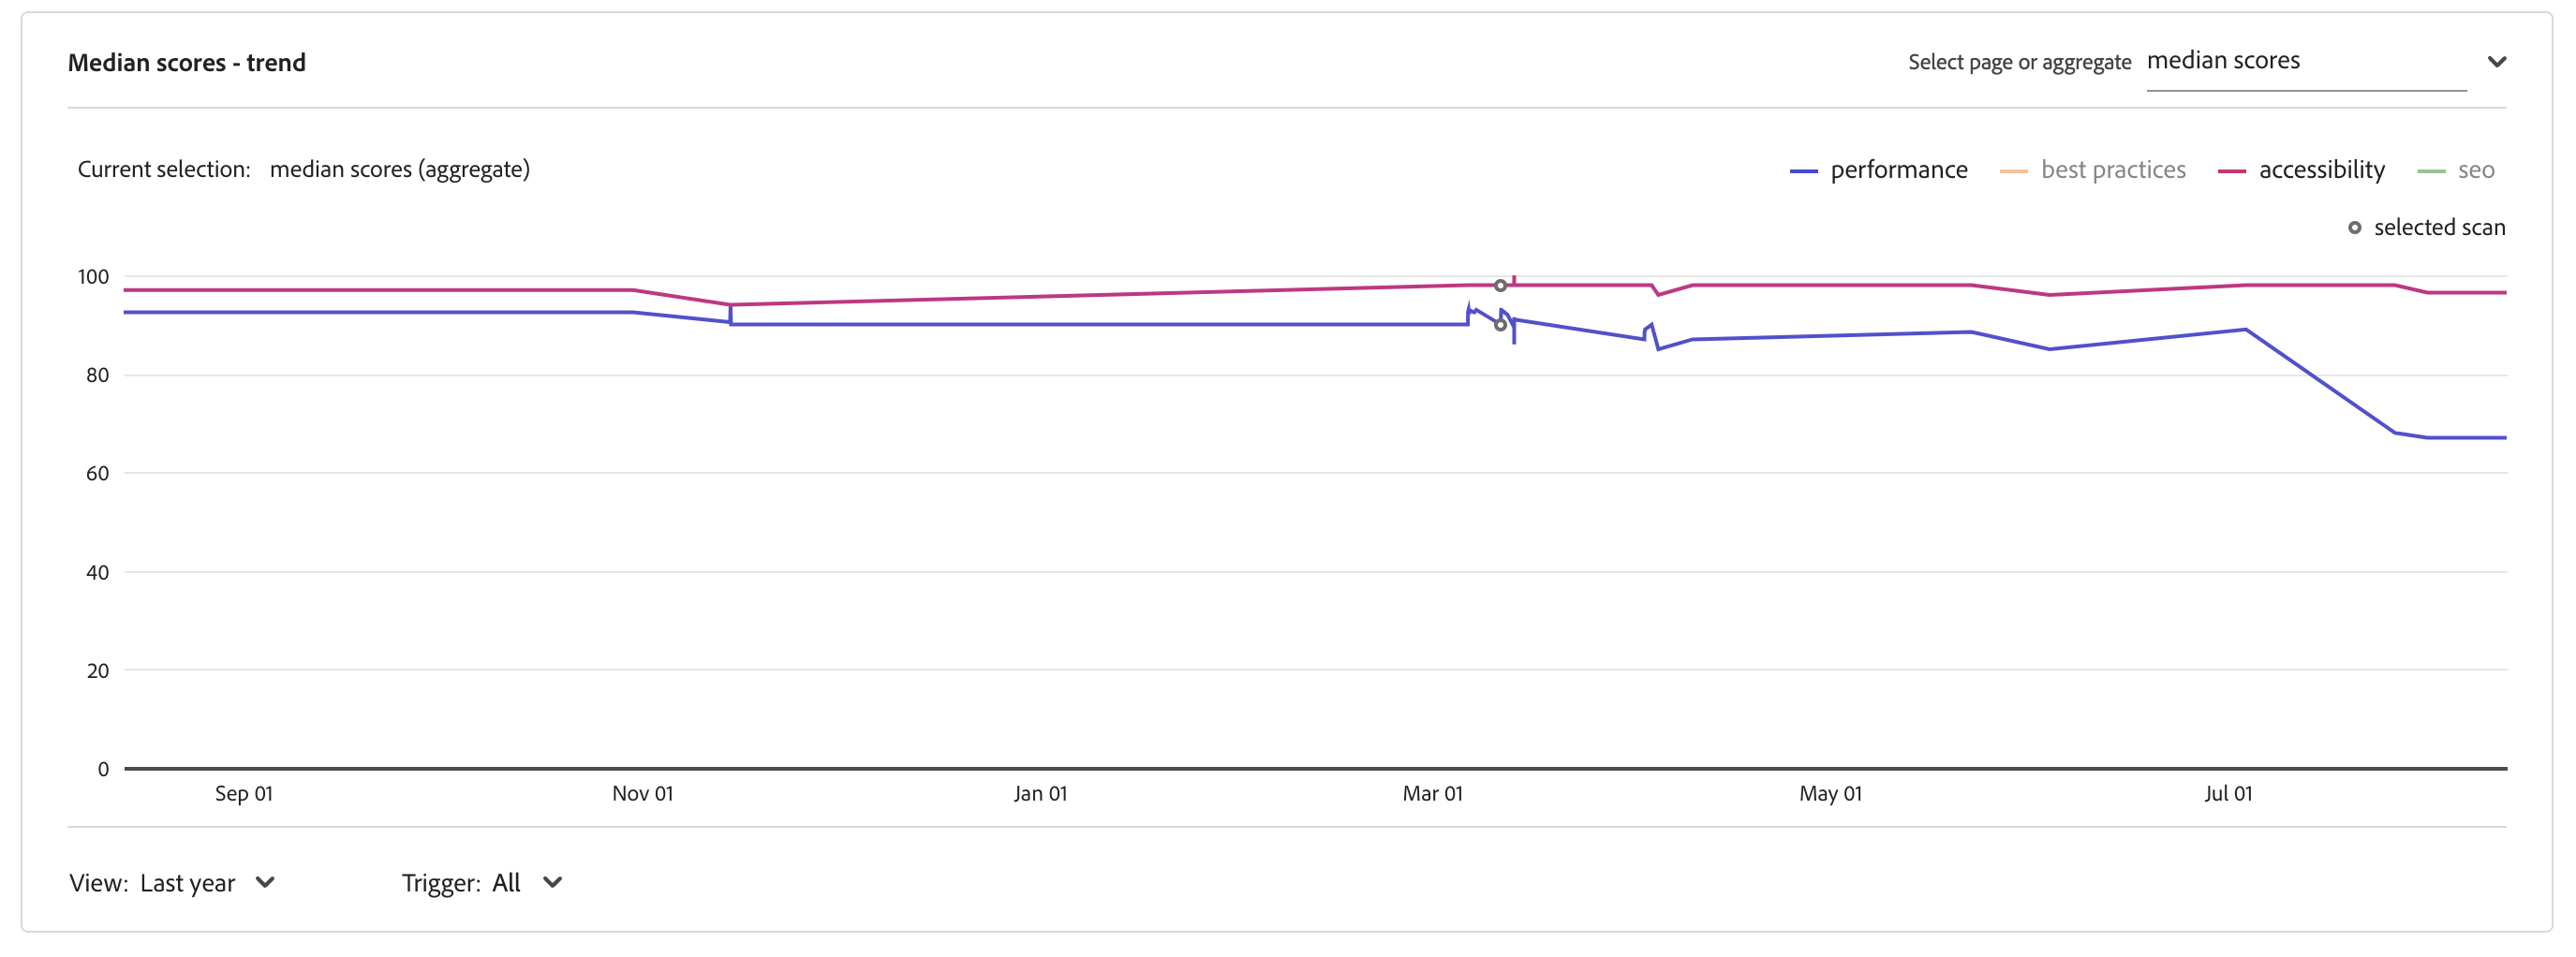 Median scores - trend
Select page or aggregate median scores
Current selection: median scores (aggregate)
performance best practices accessibility seo
selected scan
100
80
60
40
20
0
Sep 01 Nov 01 Jan 01 Mar 01 May 01 Jul 01
View: Last year Trigger: All